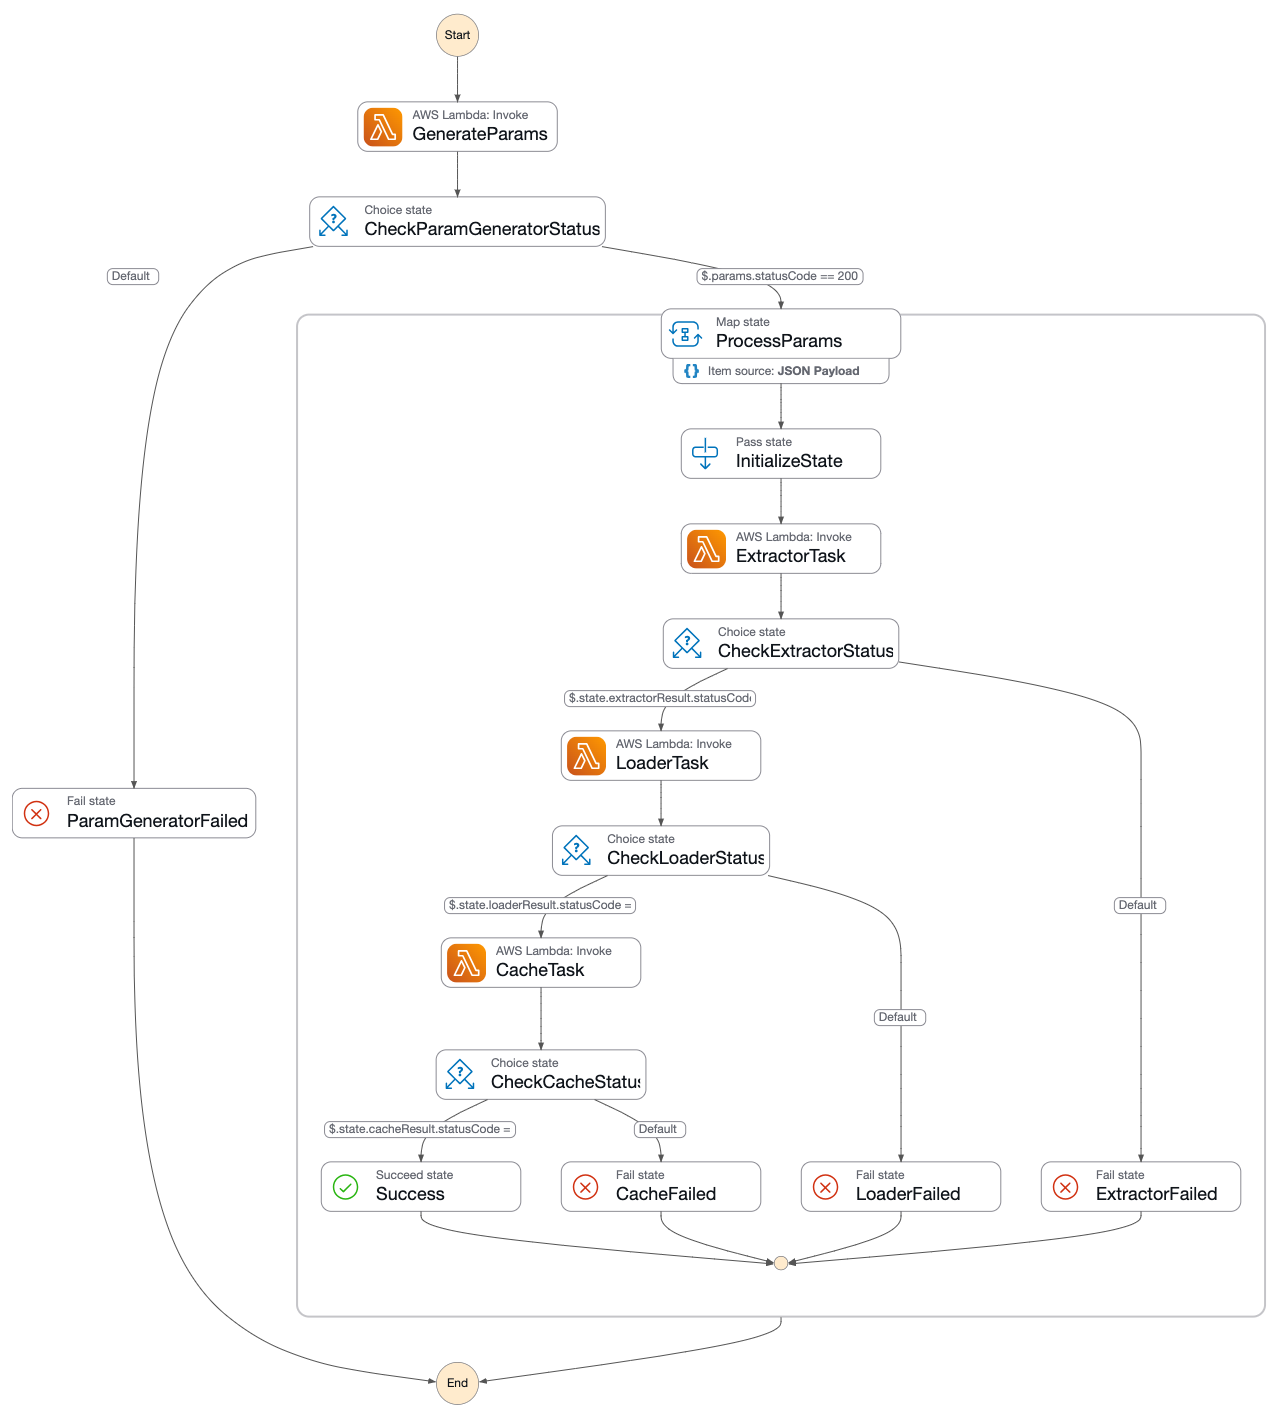 Start
AWS Lambda: Invoke
GenerateParams
Choice state
CheckParamGeneratorStatus
Default
$.params.statusCode == 200
Map state
ProcessParams
{} Item source: JSON Payload
Pass state
InitializeState
AWS Lambda: Invoke
ExtractorTask
Choice state
CheckExtractorStatus
$.state.extractorResult.statusCode
AWS Lambda: Invoke
LoaderTask
Fail state
ParamGeneratorFailed
Choice state
CheckLoaderStatus
$.state.loaderResult.statusCode =
Default
AWS Lambda: Invoke
CacheTask
Default
Choice state
CheckCacheStatus
$.state.cacheResult.statusCode =
Default
Succeed state
Success
Fail state
CacheFailed
Fail state
LoaderFailed
Fail state
ExtractorFailed
End